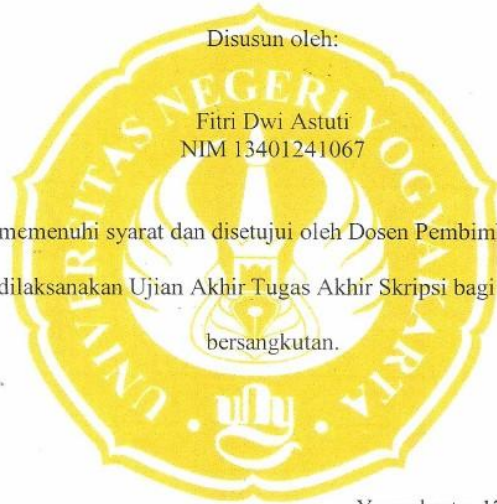 Disusun oleh:
UNIVERSITAS NEGERI YOGYAKARTA
Fitri Dwi Astuti
NIM 13401241067
memenuhi syarat dan disetujui oleh Dosen
dilaksanakan Ujian Akhir Tugas Akhir Skripsi bagi
bersangkutan.
uny